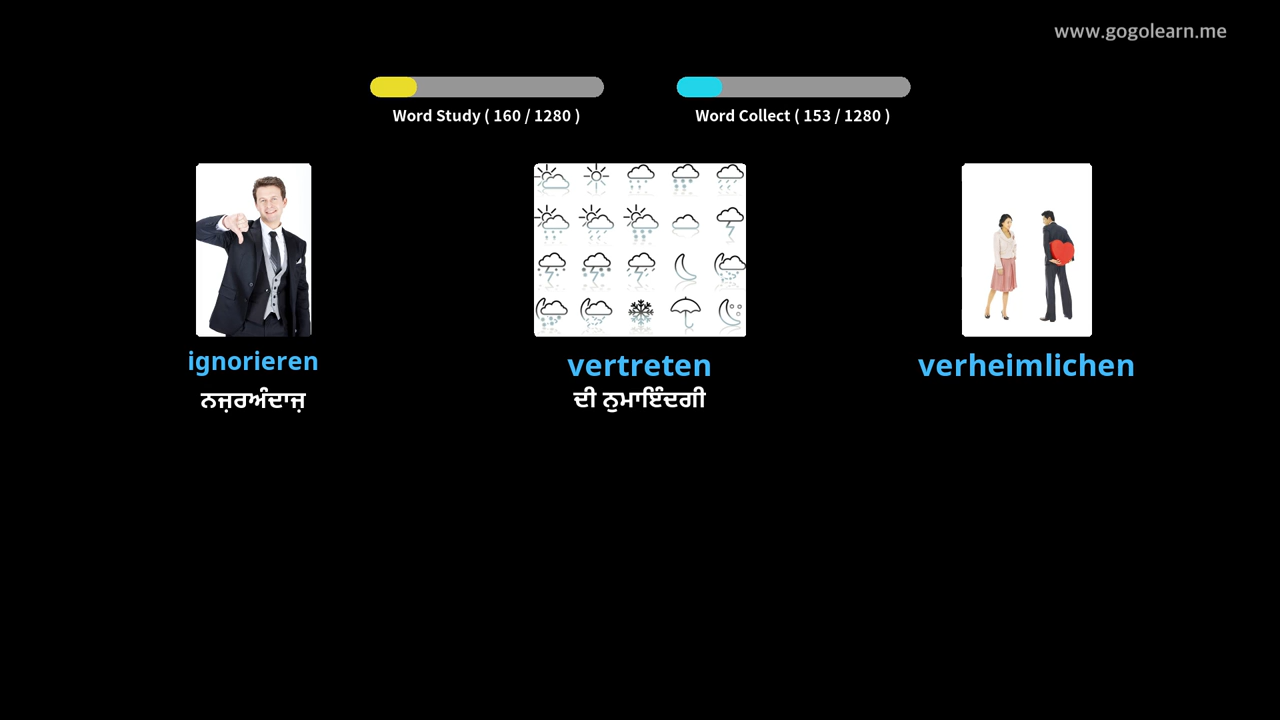 www.gogolearn.me
Word Study ( 160 / 1280 )
Word Collect ( 153 / 1280 )
ignorieren
ਨਜ਼ਰਅੰਦਾਜ਼
vertreten
ਦੀ ਨੁਮਾਇੰਦਗੀ
verheimlichen